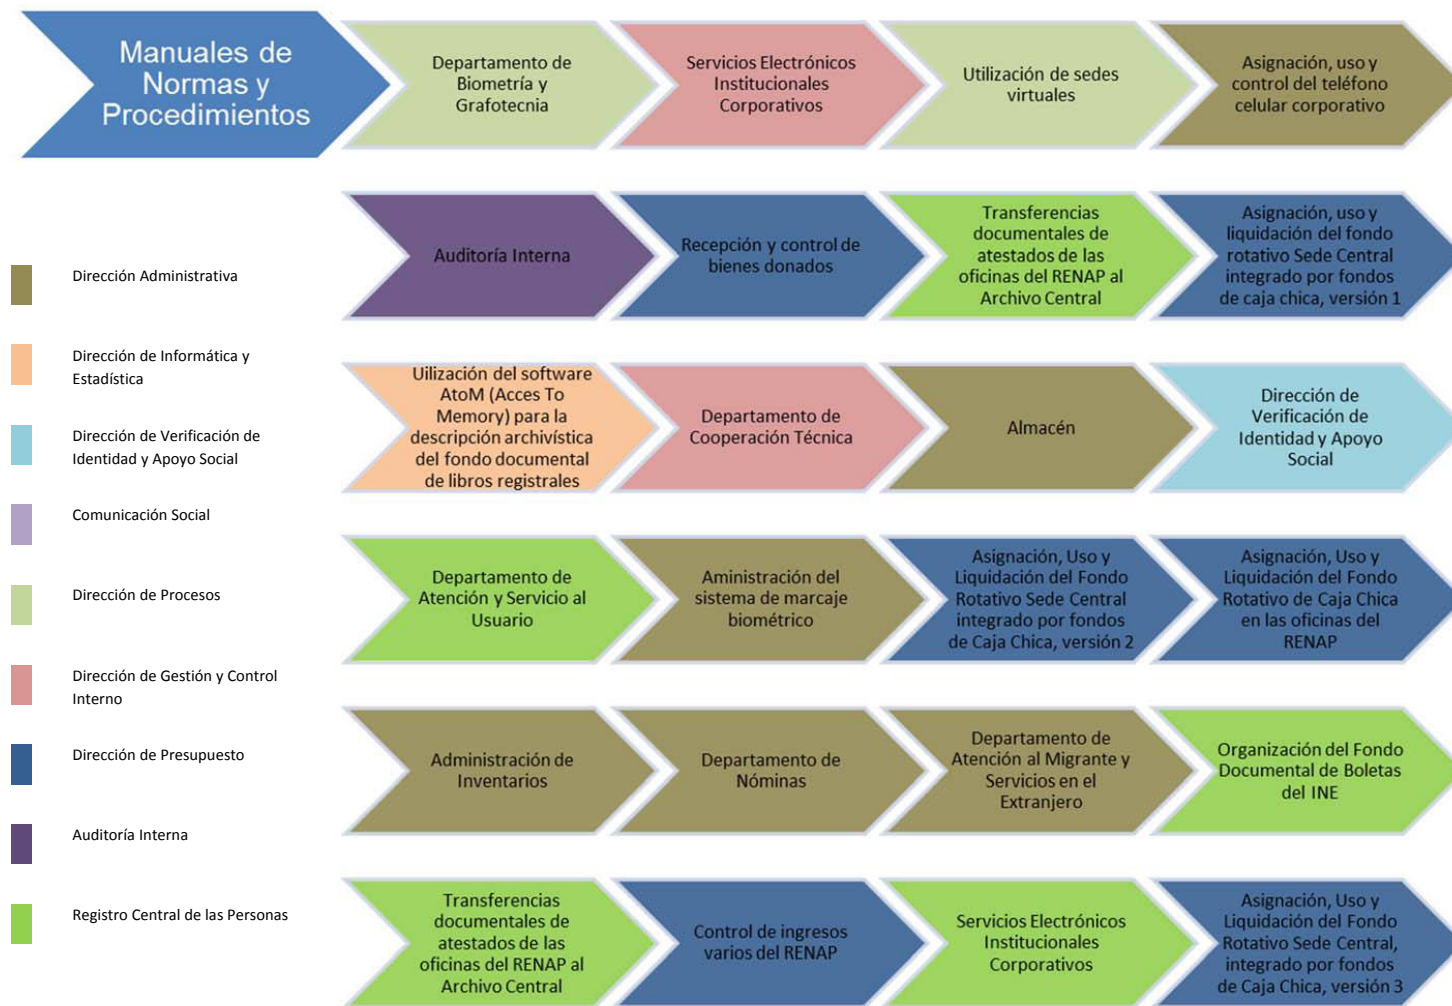 Manuales de
Normas y
Procedimientos
Departamento de
Biometría y
Grafotecnia
Servicios Electrónicos
Institucionales
Corporativos
Utilización de sedes
virtuales
Asignación, uso y
control del teléfono
celular corporativo
Auditoría Interna
Recepción y control de
bienes donados
Transferencias
documentales de
atestados de las
oficinas del RENAP al
Archivo Central
Asignación, uso y
liquidación del fondo
rotativo Sede Central
integrado por fondos
de caja chica, versión 1
Uilización del software
AtoM (Acces To
Memory) para la
descripción archivística
del fondo documental
de libros registrales
Departamento de
Cooperación Técnica
Almacén
Dirección de
Verificación de
Identidad y Apoyo
Social
Departamento de
Atención y Servicio al
Usuario
Aministración del
sistema de marcaje
biométrico
Asignación, Uso y
Liquidación del Fondo
Rotativo Sede Central
integrado por fondos
de Caja Chica, versión 2
Asignación, Uso y
Liquidación del Fondo
Rotativo de Caja Chica
en las oficinas del
RENAP
Administración de
Inventarios
Departamento de
Nóminas
Departamento de
Atención al Migrante y
Servicios en el
Extranjero
Organización del Fondo
Documental de Boletas
del INE
Transferencias
documentales de
atestados de las
oficinas del RENAP al
Archivo Central
Control de ingresos
varios del RENAP
Servicios Electrónicos
Institucionales
Corporativos
Asignación, Uso y
Liquidación del Fondo
Rotativo Sede Central,
integrado por fondos
de Caja Chica, versión 3
Dirección Administrativa
Dirección de Informática y
Estadística
Dirección de Verificación de
Identidad y Apoyo Social
Comunicación Social
Dirección de Procesos
Dirección de Gestión y Control
Interno
Dirección de Presupuesto
Auditoría Interna
Registro Central de las Personas